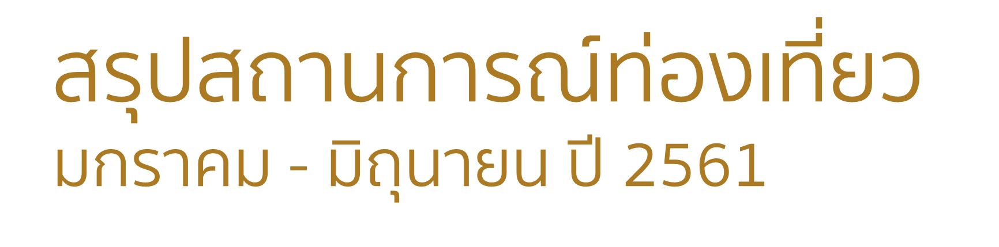 สรุปสถานการณ์ท่องเที่ยว
มกราคม - มิถุนายน ปี 2561